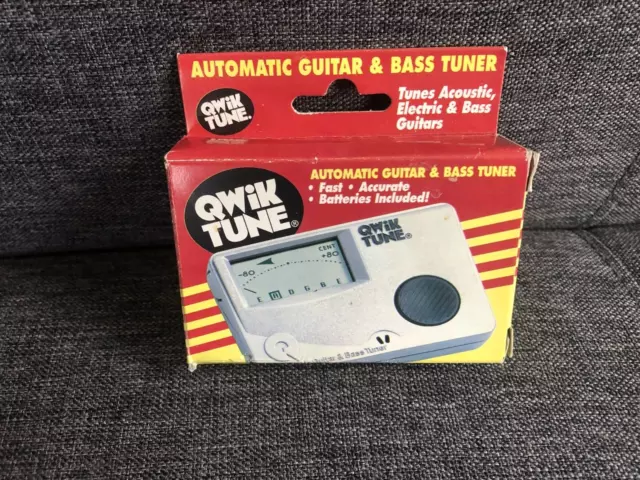 AUTOMATIC GUITAR & BASS TUNER
QWiK
TUNE®
Tunes Acoustic,
Electric & Bass
Guitars
AUTOMATIC GUITAR & BASS TUNER
• Fast • Accurate
• Batteries Included!
QWiK
TUNE®
QWiK
TUNE®
CENT
-80 +80
E A D G B E
& Bass Tuner